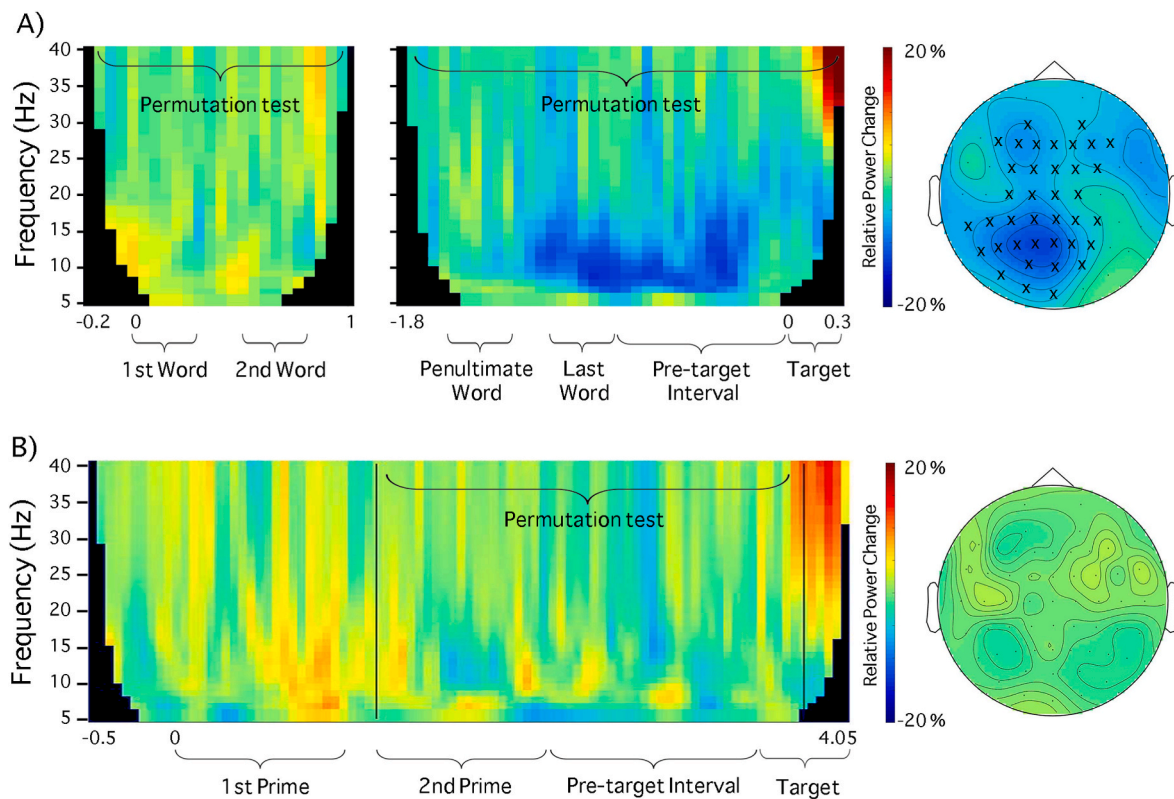 A)
Frequency (Hz)
40
35
30
25
20
15
10
5
Permutation test
-0.2 0 1
1st Word 2nd Word
Permutation test
-1.8 0 0.3
Penultimate Word
Last Word
Pre-target Interval
Target
20 %
Relative Power Change
-20 %
X X X X X X X X X X X X X X X X X X X X X X X X X X X X X X X X X X X X X
B)
Frequency (Hz)
40
35
30
25
20
15
10
5
Permutation test
-0.5 0 4.05
1st Prime 2nd Prime Pre-target Interval Target
20 %
Relative Power Change
-20 %